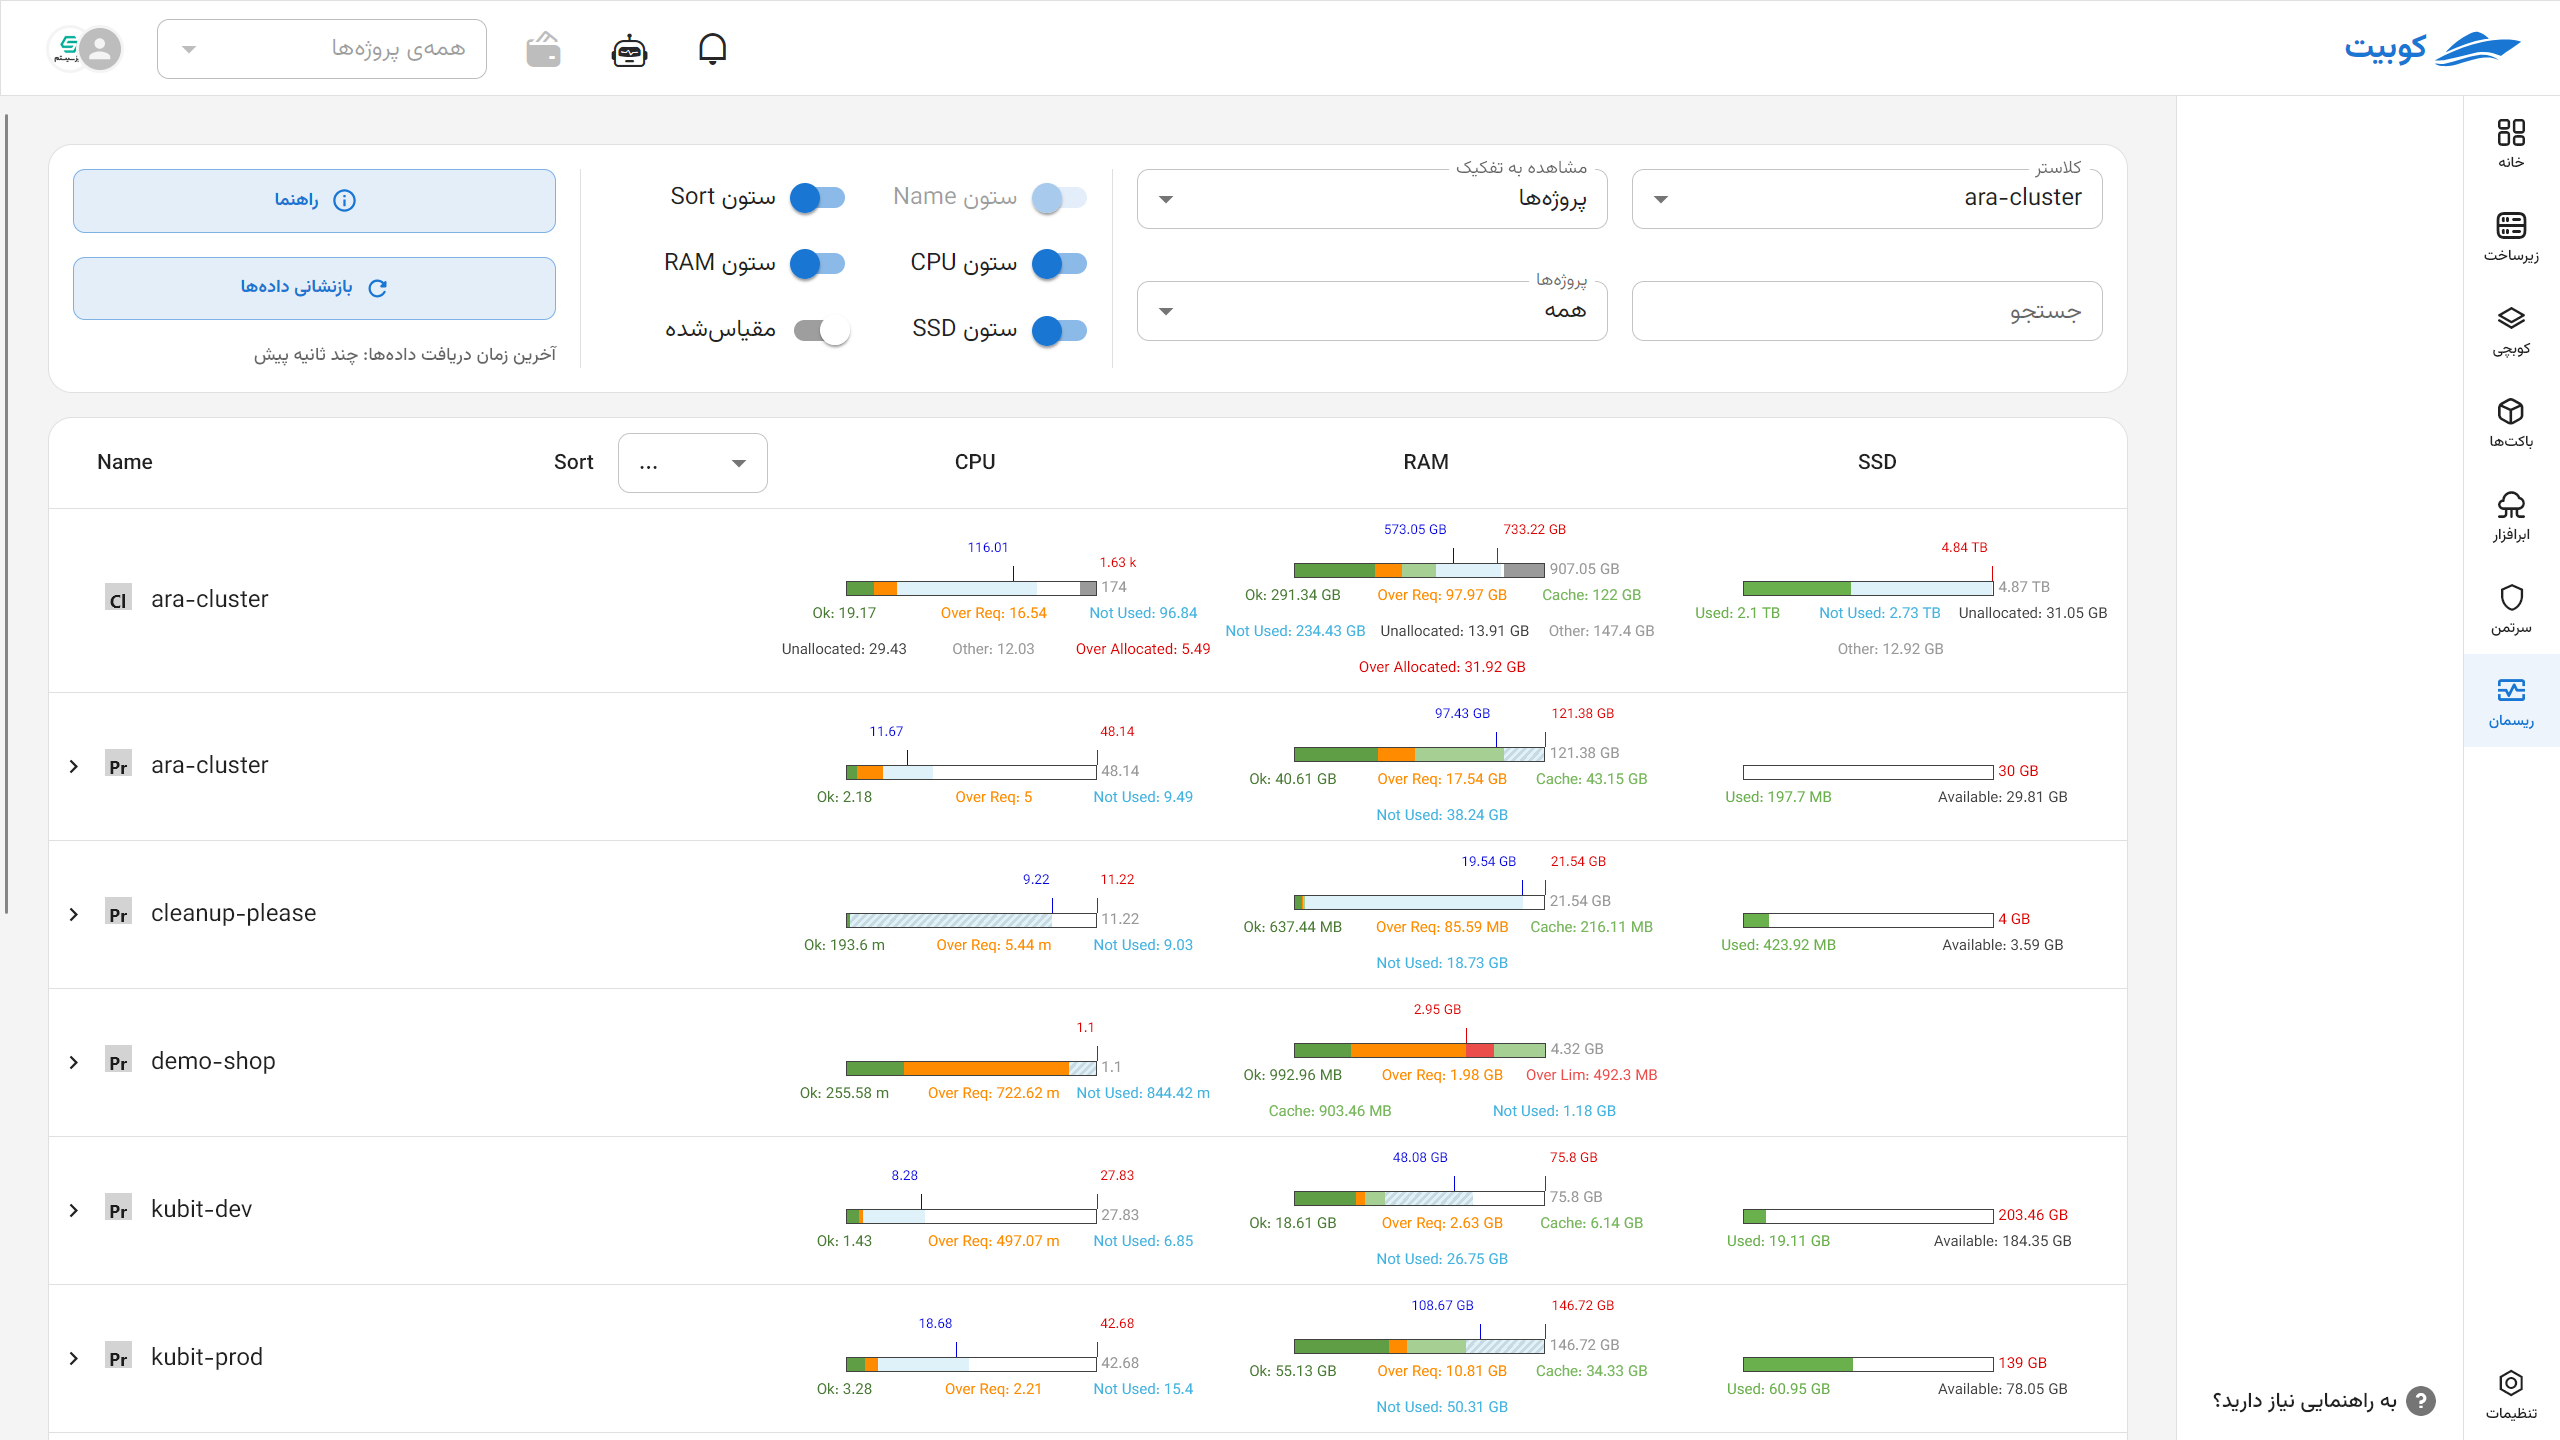 کوبیت
همه‌ی پروژه‌ها
خانه
زیرساخت
کوبچی
باکت‌ها
ابرافزار
سرتمن
ریسمان
تنظیمات
به راهنمایی نیاز دارید؟
کلاستر
ara-cluster
مشاهده به تفکیک
پروژه‌ها
جستجو
پروژه‌ها
همه
ستون Name
ستون Sort
ستون CPU
ستون RAM
ستون SSD
مقیاس‌شده
راهنما
بازنشانی داده‌ها
آخرین زمان دریافت داده‌ها: چند ثانیه پیش
Name Sort ... CPU RAM SSD
Cl ara-cluster
116.01 1.63 k
174
Ok: 19.17 Over Req: 16.54 Not Used: 96.84
Unallocated: 29.43 Other: 12.03 Over Allocated: 5.49
573.05 GB 733.22 GB
907.05 GB
Ok: 291.34 GB Over Req: 97.97 GB Cache: 122 GB
Not Used: 234.43 GB Unallocated: 13.91 GB Other: 147.4 GB
Over Allocated: 31.92 GB
4.84 TB
4.87 TB
Used: 2.1 TB Not Used: 2.73 TB Unallocated: 31.05 GB
Other: 12.92 GB
Pr ara-cluster
11.67 48.14
48.14
Ok: 2.18 Over Req: 5 Not Used: 9.49
97.43 GB 121.38 GB
121.38 GB
Ok: 40.61 GB Over Req: 17.54 GB Cache: 43.15 GB
Not Used: 38.24 GB
30 GB
Used: 197.7 MB Available: 29.81 GB
Pr cleanup-please
9.22 11.22
11.22
Ok: 193.6 m Over Req: 5.44 m Not Used: 9.03
19.54 GB 21.54 GB
21.54 GB
Ok: 637.44 MB Over Req: 85.59 MB Cache: 216.11 MB
Not Used: 18.73 GB
4 GB
Used: 423.92 MB Available: 3.59 GB
Pr demo-shop
1.1
1.1
Ok: 255.58 m Over Req: 722.62 m Not Used: 844.42 m
2.95 GB
4.32 GB
Ok: 992.96 MB Over Req: 1.98 GB Over Lim: 492.3 MB
Cache: 903.46 MB Not Used: 1.18 GB
Pr kubit-dev
8.28 27.83
27.83
Ok: 1.43 Over Req: 497.07 m Not Used: 6.85
48.08 GB 75.8 GB
75.8 GB
Ok: 18.61 GB Over Req: 2.63 GB Cache: 6.14 GB
Not Used: 26.75 GB
203.46 GB
Used: 19.11 GB Available: 184.35 GB
Pr kubit-prod
18.68 42.68
42.68
Ok: 3.28 Over Req: 2.21 Not Used: 15.4
108.67 GB 146.72 GB
146.72 GB
Ok: 55.13 GB Over Req: 10.81 GB Cache: 34.33 GB
Not Used: 50.31 GB
139 GB
Used: 60.95 GB Available: 78.05 GB